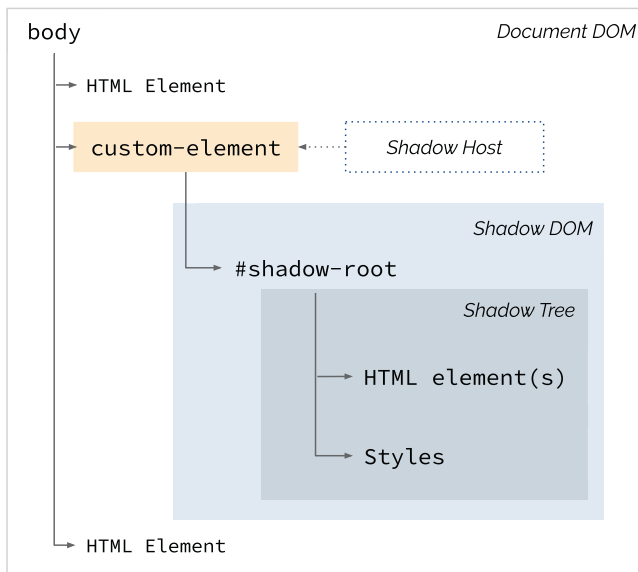 body
Document DOM
HTML Element
custom-element
Shadow Host
Shadow DOM
#shadow-root
Shadow Tree
HTML element(s)
Styles
HTML Element